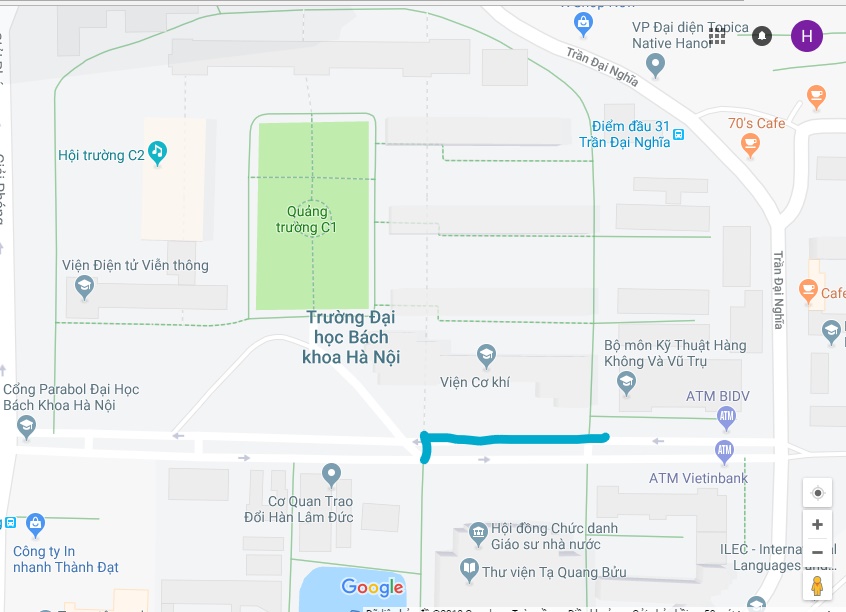 VP Đại diện Topica
Native Hanoi
H
Trần Đại Nghĩa
70's Cafe
Điểm đầu 31
Trần Đại Nghĩa
Hội trường C2
Giải Phóng
Quảng
trường C1
Viện Điện tử Viễn thông
Trần Đại Nghĩa
Cafe
Trường Đại
học Bách
khoa Hà Nội
Bộ môn Kỹ Thuật Hàng
Không Và Vũ Trụ
Viện Cơ khí
Cổng Parabol Đại Học
Bách Khoa Hà Nội
ATM BIDV
ATM
ATM
ATM Vietinbank
Cơ Quan Trao
Đổi Hàn Lâm Đức
Hội đồng Chức danh
Giáo sư nhà nước
Công ty In
nhanh Thành Đạt
ILEC
Languages
Thư viện Tạ Quang Bửu
Google